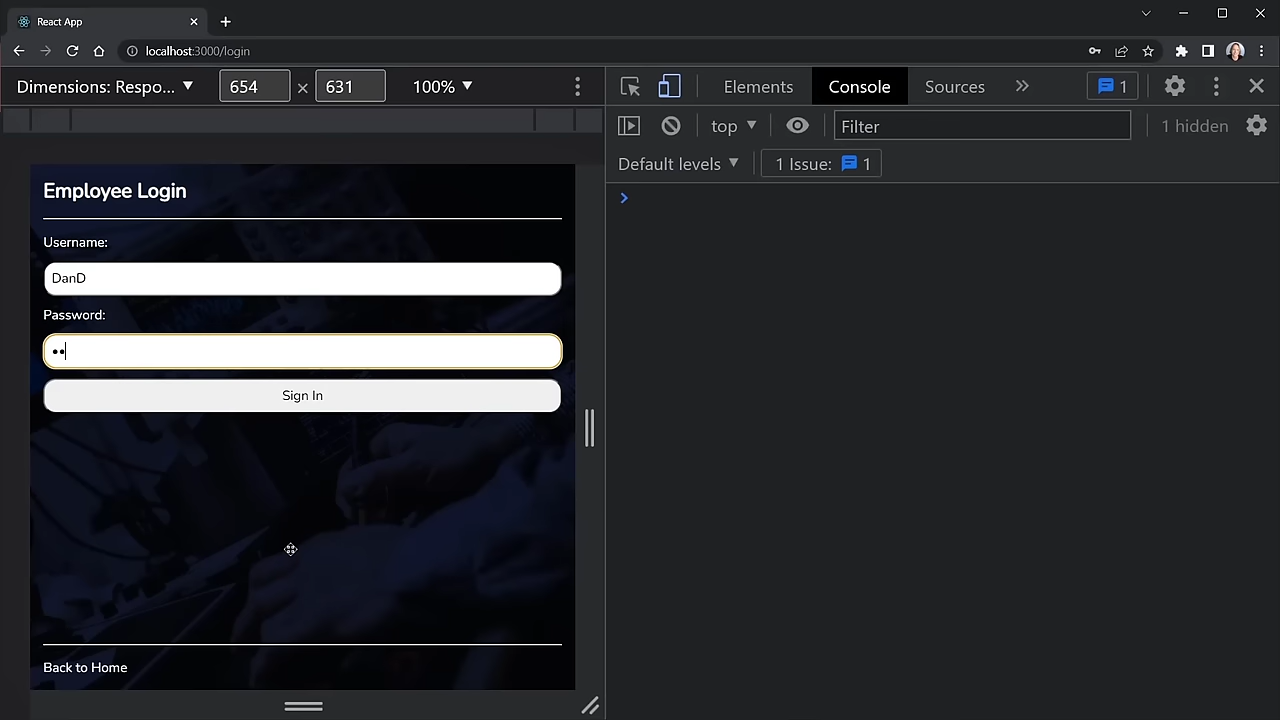 React App
localhost:3000/login
Dimensions: Respo... 654 × 631 100%
Elements Console Sources 1
top Filter 1 hidden
Default levels 1 Issue: 1
Employee Login
Username:
DanD
Password:
••
Sign In
Back to Home